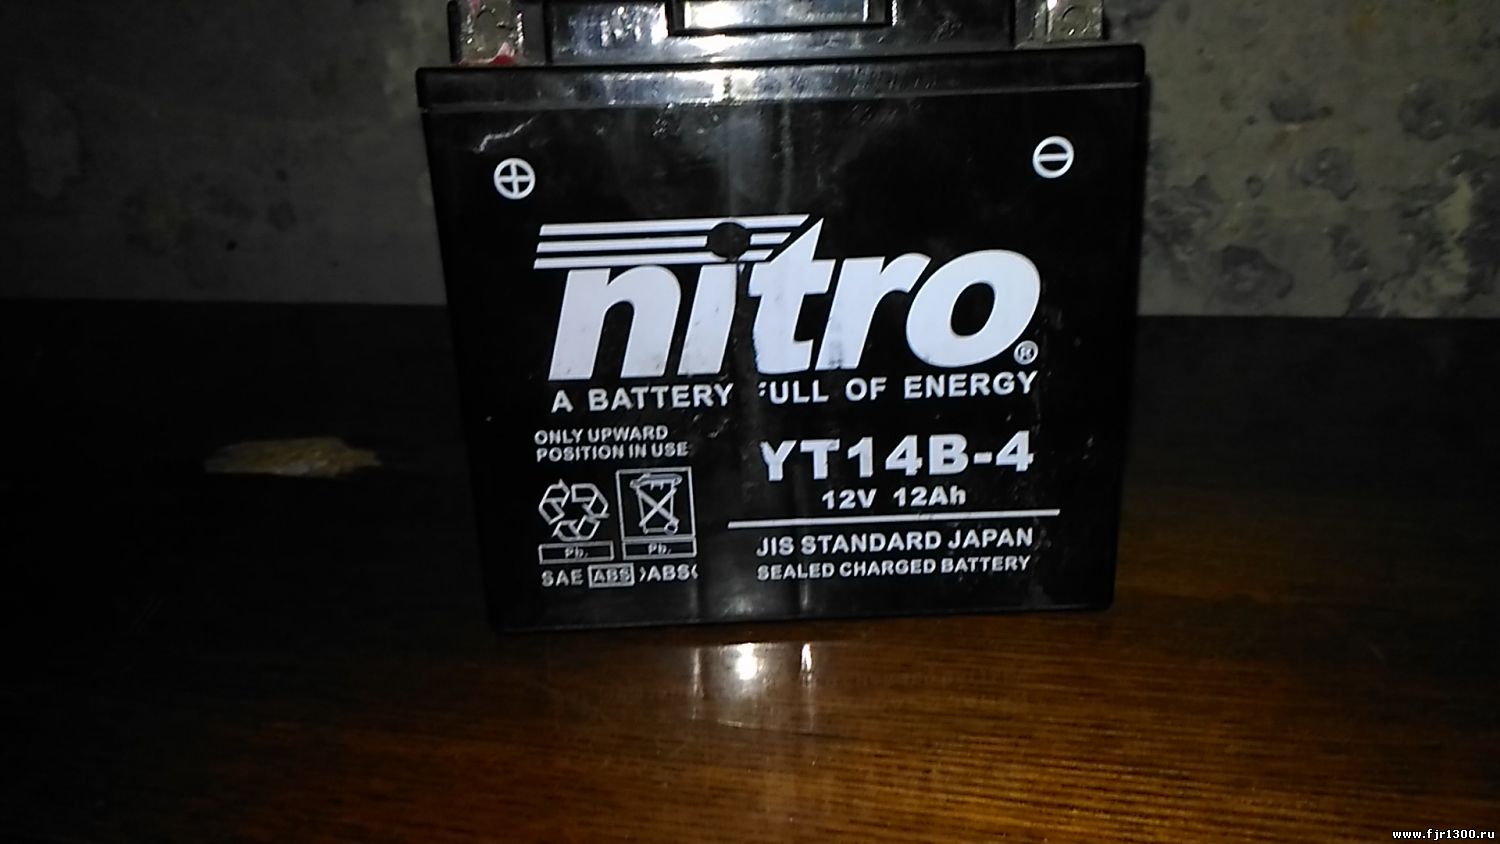 nitro®
A BATTERY FULL OF ENERGY
ONLY UPWARD
POSITION IN USE
YT14B-4
12V 12Ah
Pb. Pb.
JIS STANDARD JAPAN
SAE ABS >ABS<
SEALED CHARGED BATTERY
www.fjr1300.ru